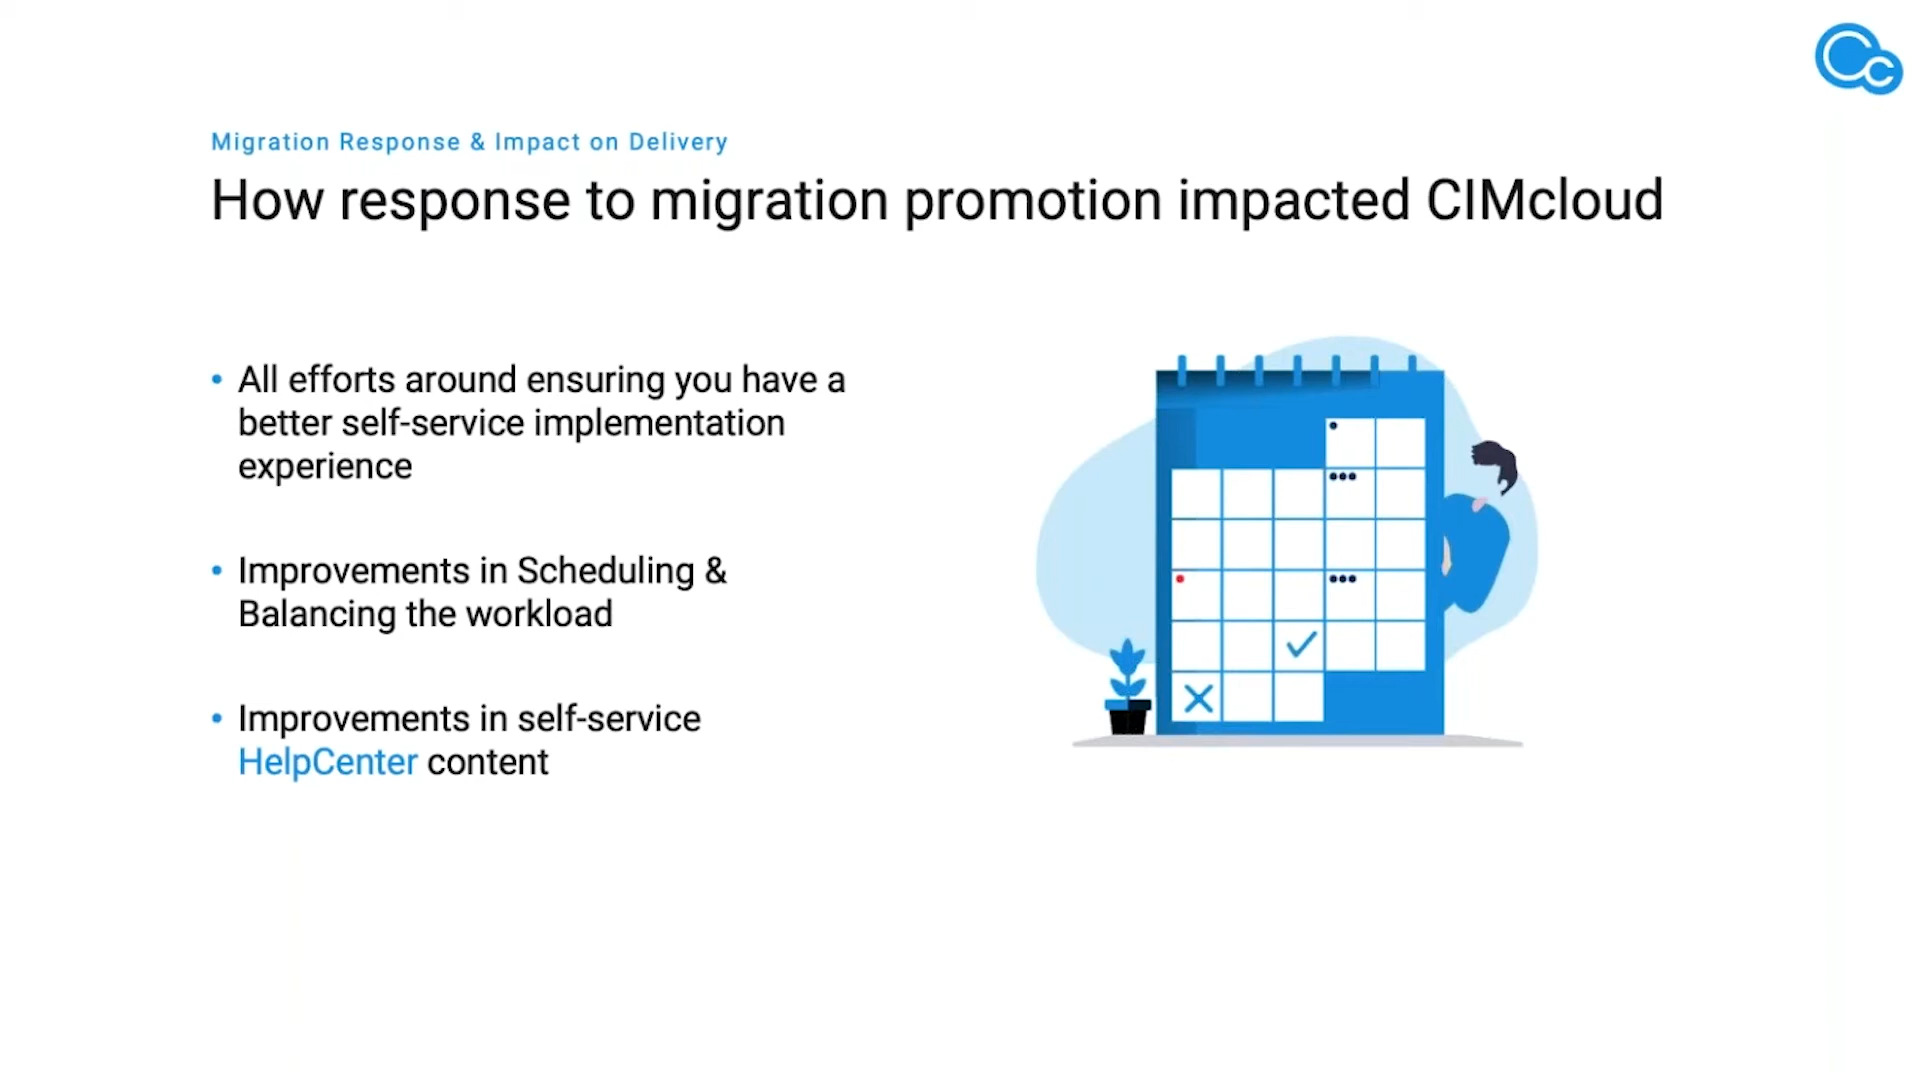 Cc
Migration Response & Impact on Delivery
How response to migration promotion impacted CIMcloud
• All efforts around ensuring you have a
better self-service implementation
experience
• Improvements in Scheduling &
Balancing the workload
• Improvements in self-service
HelpCenter content